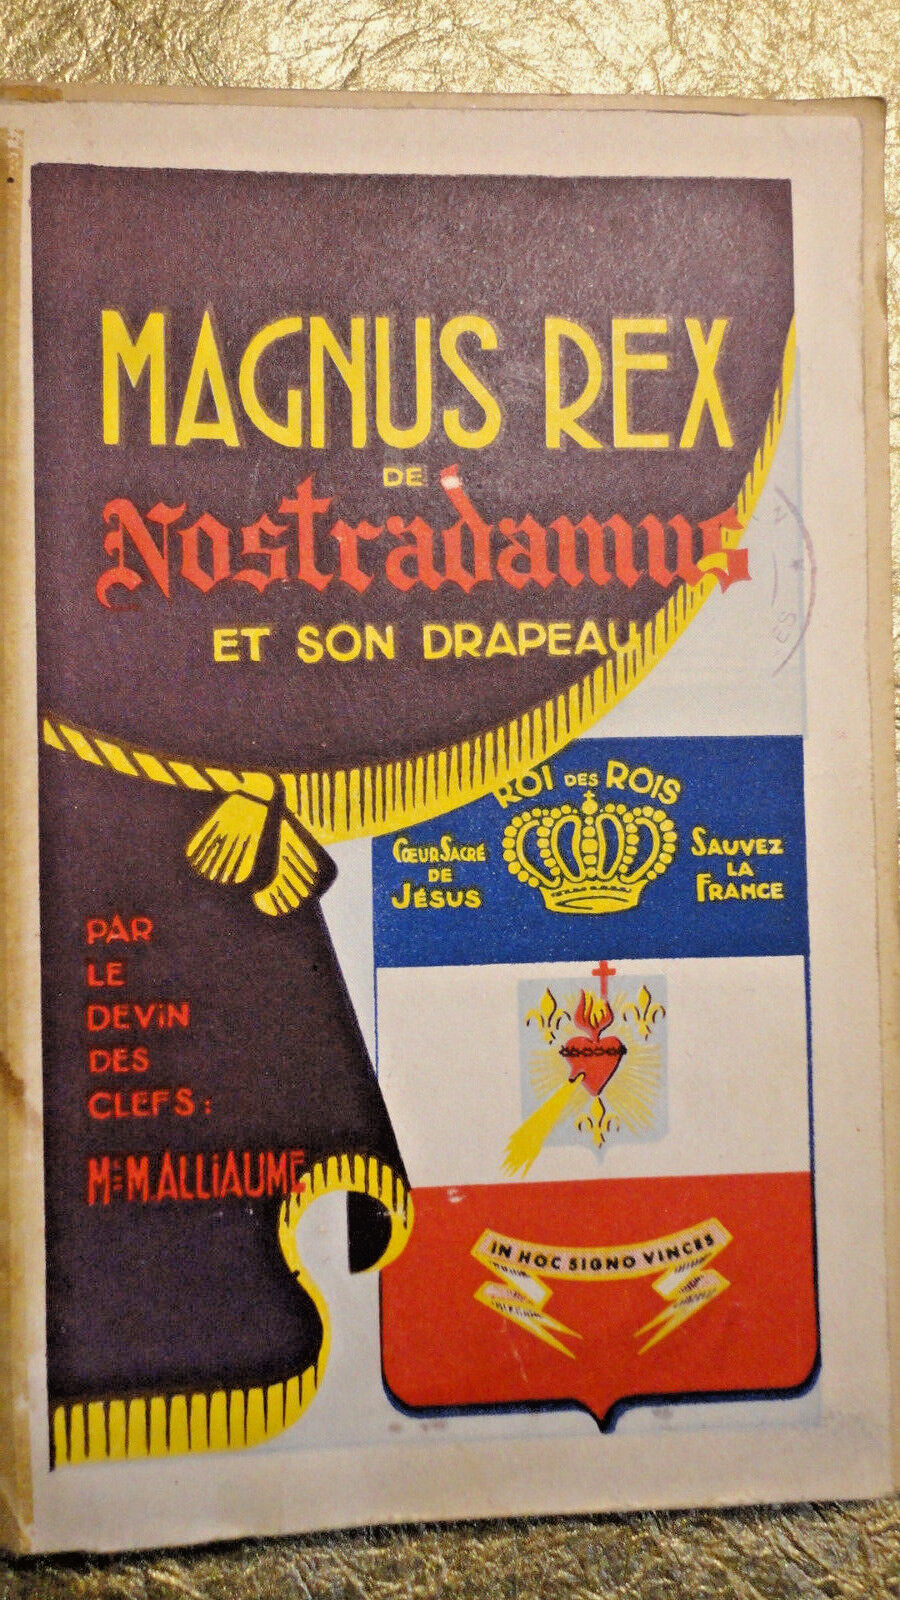 MAGNUS REX
DE
Nostradamus
ET SON DRAPEAU
ROI DES ROIS
CŒUR SACRÉ
DE
JÉSUS
SAUVEZ
LA
FRANCE
PAR
LE
DEViN
DES
CLEFS :
M. ALLiAUME
IN HOC SIGNO VINCES